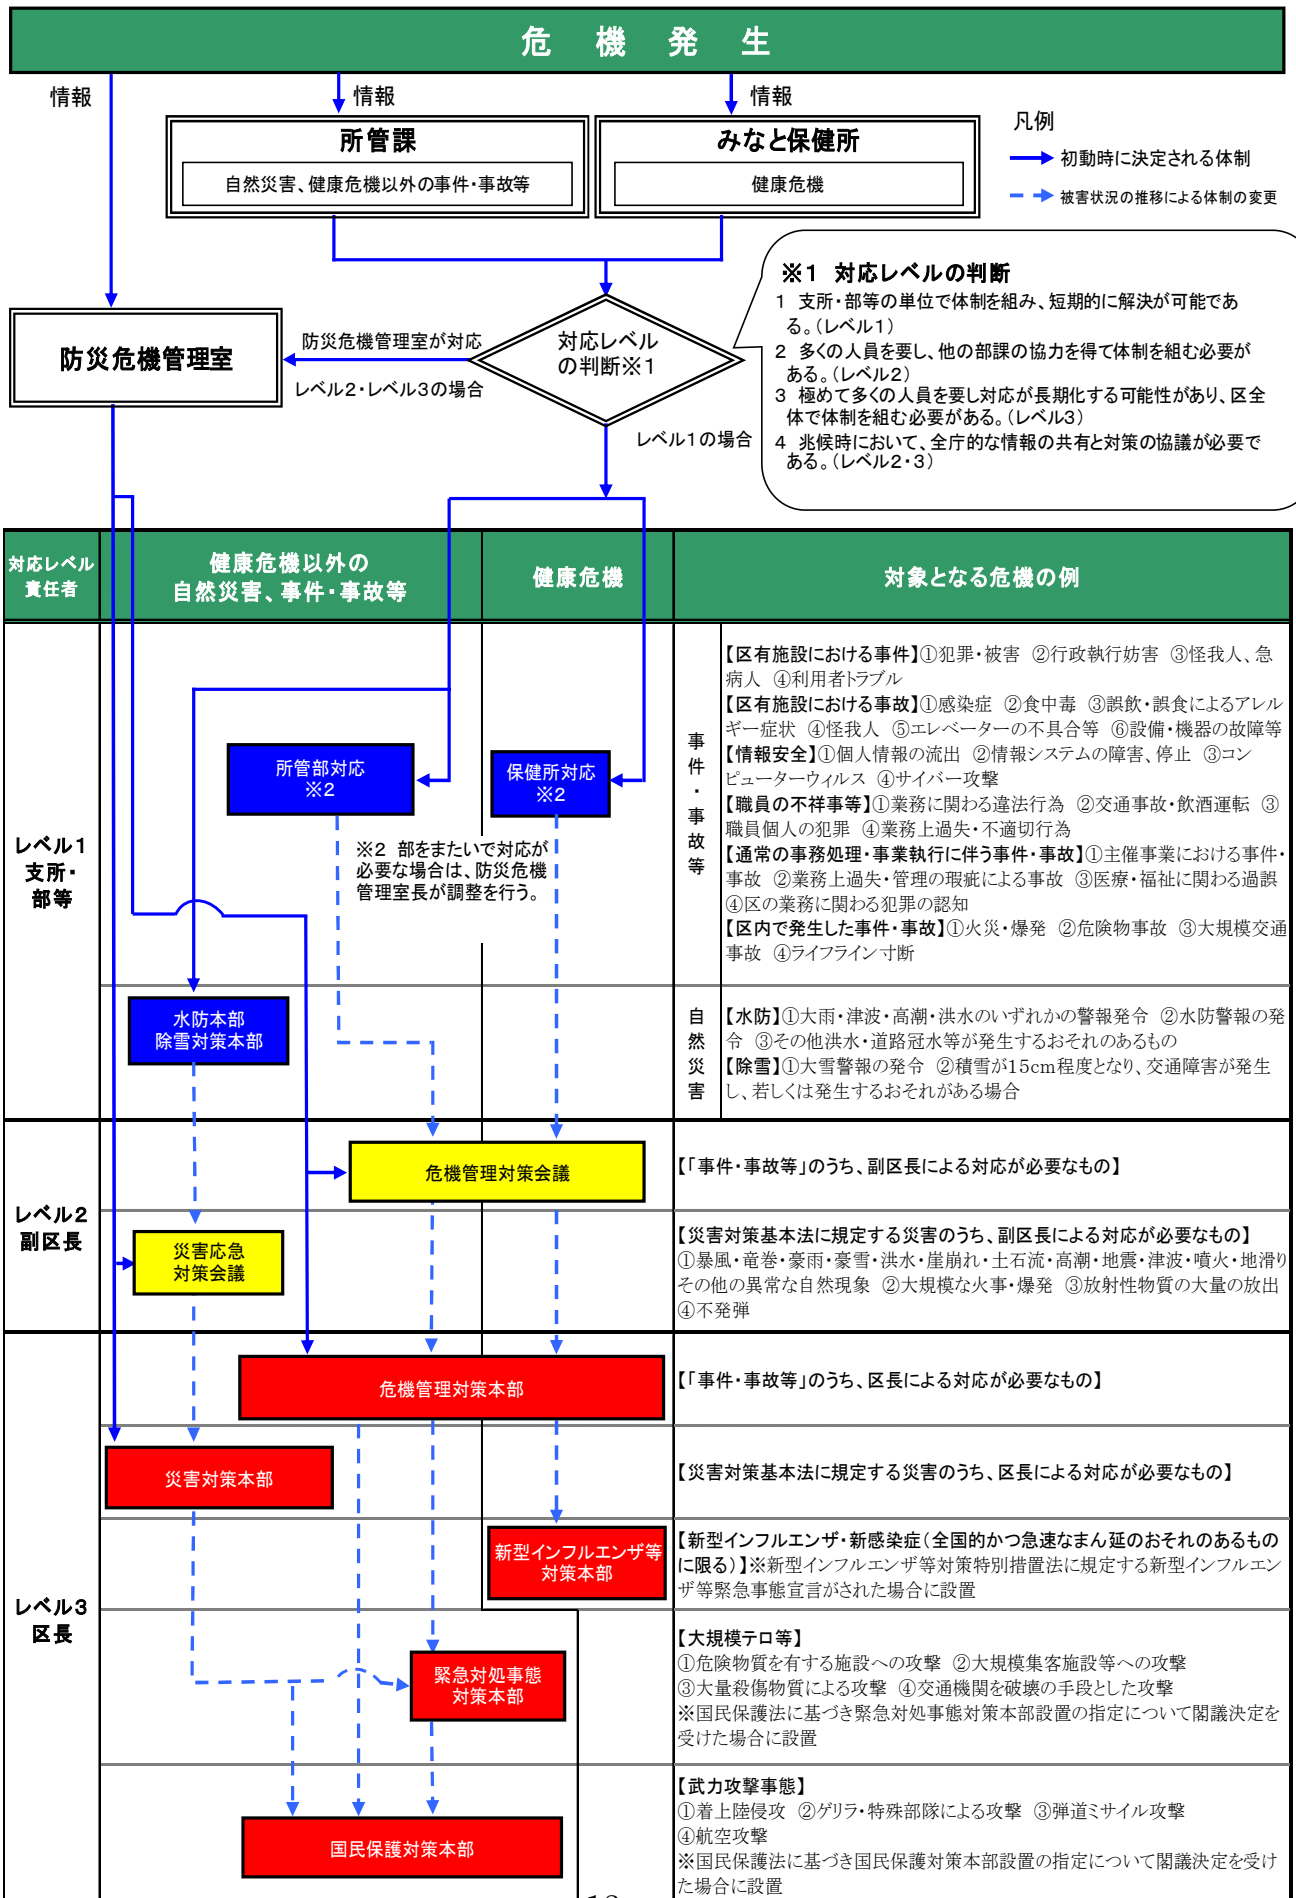 危機発生
情報
情報
情報
所管課
自然災害、健康危機以外の事件・事故等
みなと保健所
健康危機
凡例
初動時に決定される体制
被害状況の推移による体制の変更
※1 対応レベルの判断
1 支所・部等の単位で体制を組み、短期的に解決が可能であ
る。(レベル1)
2 多くの人員を要し、他の部課の協力を得て体制を組む必要が
ある。(レベル2)
3 極めて多くの人員を要し対応が長期化する可能性があり、区全
体で体制を組む必要がある。(レベル3)
4 兆候時において、全庁的な情報の共有と対策の協議が必要で
ある。(レベル2・3)
防災危機管理室
防災危機管理室が対応
レベル2・レベル3の場合
対応レベル
の判断※1
レベル1の場合
対応レベル
責任者
健康危機以外の
自然災害、事件・事故等
健康危機
対象となる危機の例
レベル1
支所・
部等
所管部対応
※2
保健所対応
※2
※2 部をまたいで対応が
必要な場合は、防災危機
管理室長が調整を行う。
水防本部
除雪対策本部
事件・事故等
【区有施設における事件】①犯罪・被害 ②行政執行妨害 ③怪我人、急
病人 ④利用者トラブル
【区有施設における事故】①感染症 ②食中毒 ③誤飲・誤食によるアレル
ギー症状 ④怪我人 ⑤エレベーターの不具合等 ⑥設備・機器の故障等
【情報安全】①個人情報の流出 ②情報システムの障害、停止 ③コン
ピューターウィルス ④サイバー攻撃
【職員の不祥事等】①業務に関わる違法行為 ②交通事故・飲酒運転 ③
職員個人の犯罪 ④業務上過失・不適切行為
【通常の事務処理・事業執行に伴う事件・事故】①主催事業における事件・
事故 ②業務上過失・管理の瑕疵による事故 ③医療・福祉に関わる過誤
④区の業務に関わる犯罪の認知
【区内で発生した事件・事故】①火災・爆発 ②危険物事故 ③大規模交通
事故 ④ライフライン寸断
自然災害
【水防】①大雨・津波・高潮・洪水のいずれかの警報発令 ②水防警報の発
令 ③その他洪水・道路冠水等が発生するおそれのあるもの
【除雪】①大雪警報の発令 ②積雪が15cm程度となり、交通障害が発生
し、若しくは発生するおそれがある場合
レベル2
副区長
危機管理対策会議
【「事件・事故等」のうち、副区長による対応が必要なもの】
災害応急
対策会議
【災害対策基本法に規定する災害のうち、副区長による対応が必要なもの】
①暴風・竜巻・豪雨・豪雪・洪水・崖崩れ・土石流・高潮・地震・津波・噴火・地滑り
その他の異常な自然現象 ②大規模な火事・爆発 ③放射性物質の大量の放出
④不発弾
レベル3
区長
危機管理対策本部
【「事件・事故等」のうち、区長による対応が必要なもの】
災害対策本部
【災害対策基本法に規定する災害のうち、区長による対応が必要なもの】
新型インフルエンザ等
対策本部
【新型インフルエンザ・新感染症(全国的かつ急速なまん延のおそれのあるもの
に限る)】※新型インフルエンザ等対策特別措置法に規定する新型インフルエン
ザ等緊急事態宣言がされた場合に設置
緊急対処事態
対策本部
【大規模テロ等】
①危険物質を有する施設への攻撃 ②大規模集客施設等への攻撃
③大量殺傷物質による攻撃 ④交通機関を破壊の手段とした攻撃
※国民保護法に基づき緊急対処事態対策本部設置の指定について閣議決定を
受けた場合に設置
国民保護対策本部
【武力攻撃事態】
①着上陸侵攻 ②ゲリラ・特殊部隊による攻撃 ③弾道ミサイル攻撃
④航空攻撃
※国民保護法に基づき国民保護対策本部設置の指定について閣議決定を受け
た場合に設置